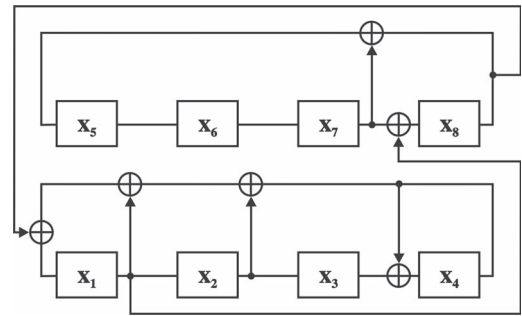 X₅ X₆ X₇ X₈
X₁ X₂ X₃ X₄